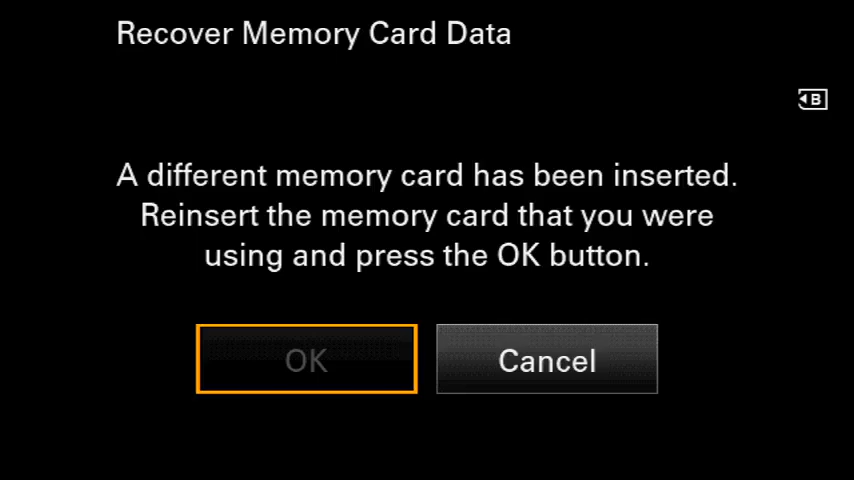 Recover Memory Card Data
B
A different memory card has been inserted.
Reinsert the memory card that you were
using and press the OK button.
OK
Cancel